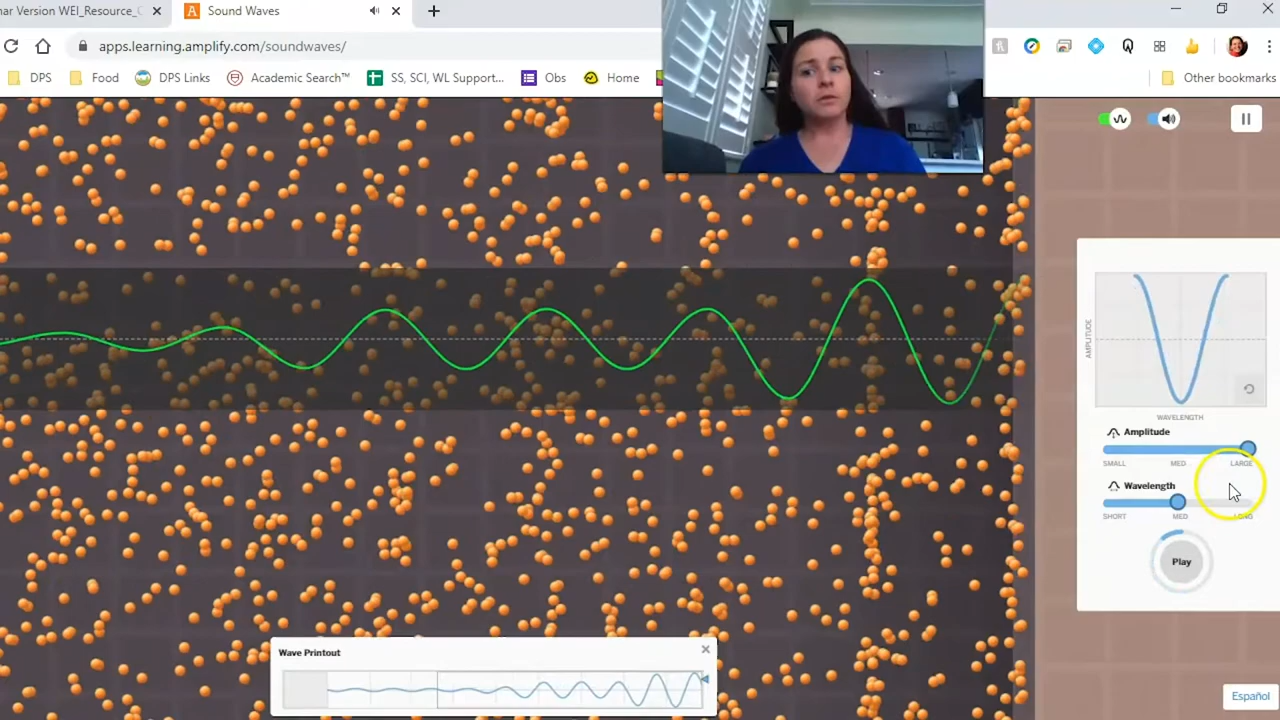 nar Version WEI_Resource_C
Sound Waves
apps.learning.amplify.com/soundwaves/
DPS
Food
DPS Links
Academic Search™
SS, SCI, WL Support...
Obs
Home
Other Bookmarks
AMPLITUDE
WAVELENGTH
Amplitude
SMALL MED LARGE
Wavelength
SHORT MED LONG
Play
Wave Printout
Español